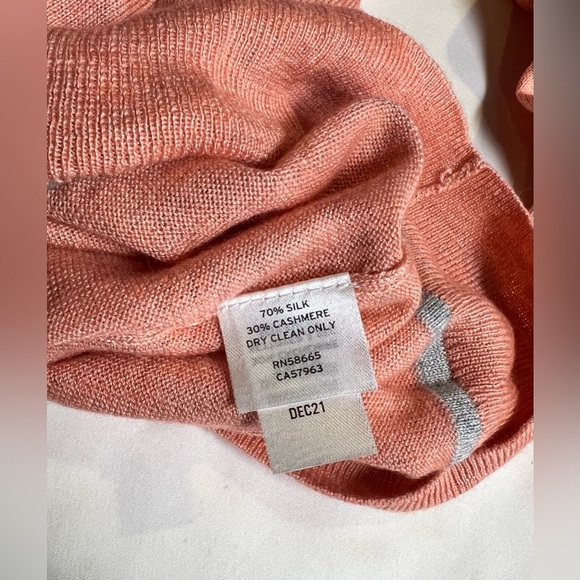 70% SILK
30% CASHMERE
DRY CLEAN ONLY
RN58665
CA57963
DEC21